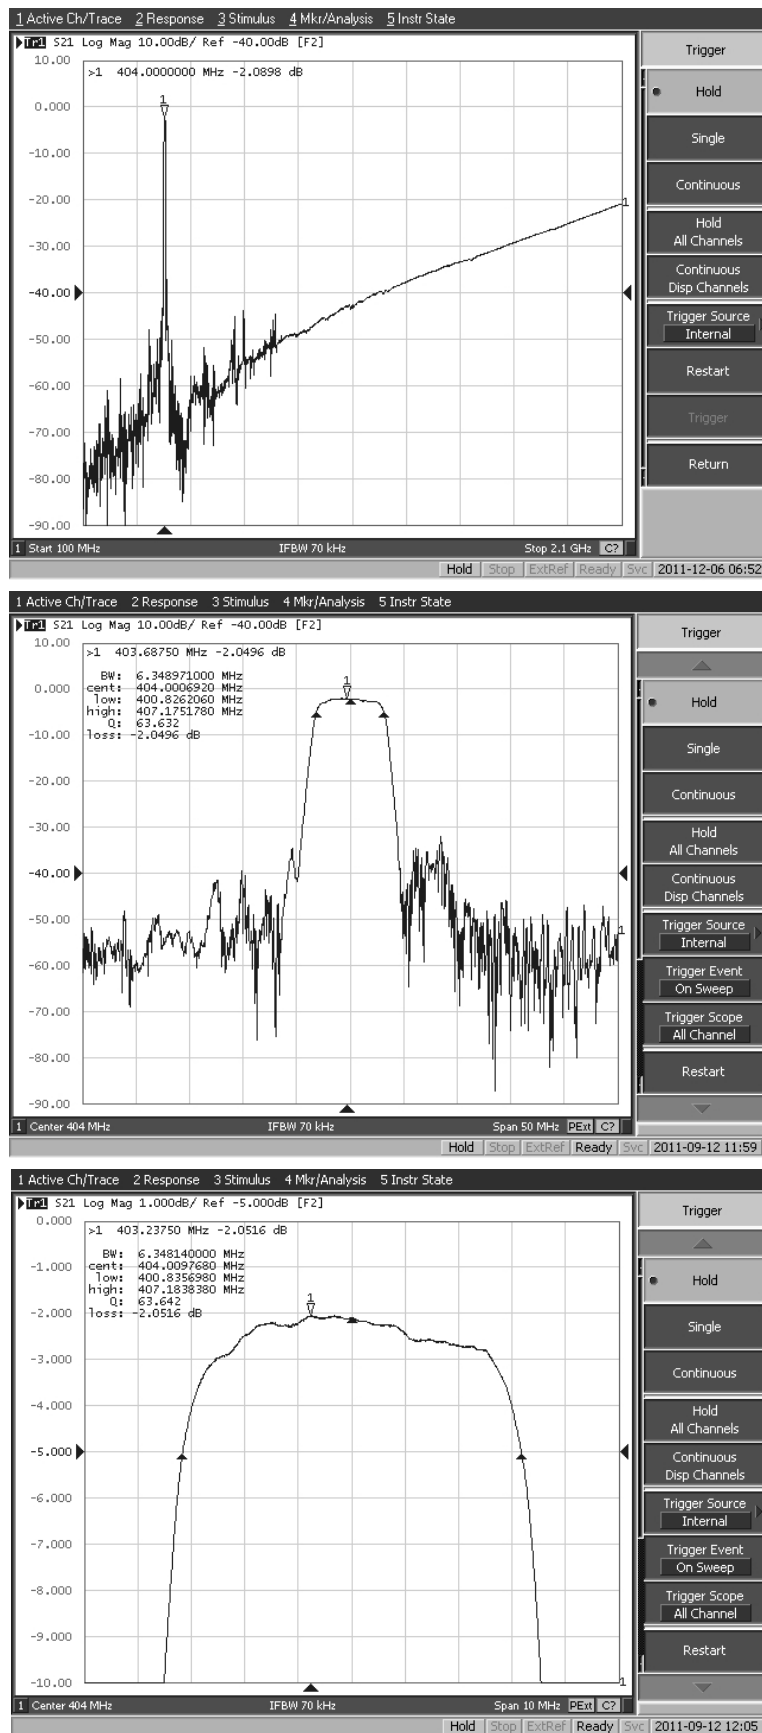 1 Active Ch/Trace 2 Response 3 Stimulus 4 Mkr/Analysis 5 Instr State
Tr1 S21 Log Mag 10.00dB/ Ref -40.00dB [F2]
10.00
>1 404.0000000 MHz -2.0898 dB
1
0.000
-10.00
-20.00
1
-30.00
-40.00
-50.00
-60.00
-70.00
-80.00
-90.00
1 Start 100 MHz IFBW 70 kHz Stop 2.1 GHz C?
Trigger
Hold
Single
Continuous
Hold
All Channels
Continuous
Disp Channels
Trigger Source
Internal
Restart
Trigger
Return
Hold Stop ExtRef Ready Svc 2011-12-06 06:52
1 Active Ch/Trace 2 Response 3 Stimulus 4 Mkr/Analysis 5 Instr State
Tr1 S21 Log Mag 10.00dB/ Ref -40.00dB [F2]
10.00
>1 403.68750 MHz -2.0496 dB
BW: 6.348971000 MHz
cent: 404.0006920 MHz
low: 400.8262060 MHz
high: 407.1751780 MHz
Q: 63.632
loss: -2.0496 dB
1
0.000
-10.00
-20.00
-30.00
-40.00
-50.00
1
-60.00
-70.00
-80.00
-90.00
1 Center 404 MHz IFBW 70 kHz Span 50 MHz PExt C?
Trigger
Hold
Single
Continuous
Hold
All Channels
Continuous
Disp Channels
Trigger Source
Internal
Trigger Event
On Sweep
Trigger Scope
All Channel
Restart
Hold Stop ExtRef Ready Svc 2011-09-12 11:59
1 Active Ch/Trace 2 Response 3 Stimulus 4 Mkr/Analysis 5 Instr State
Tr1 S21 Log Mag 1.000dB/ Ref -5.000dB [F2]
0.000
>1 403.23750 MHz -2.0516 dB
BW: 6.348140000 MHz
cent: 404.0097680 MHz
low: 400.8356980 MHz
high: 407.1838380 MHz
Q: 63.642
loss: -2.0516 dB
1
-1.000
-2.000
-3.000
-4.000
-5.000
-6.000
-7.000
-8.000
-9.000
-10.00
1
1 Center 404 MHz IFBW 70 kHz Span 10 MHz PExt C?
Trigger
Hold
Single
Continuous
Hold
All Channels
Continuous
Disp Channels
Trigger Source
Internal
Trigger Event
On Sweep
Trigger Scope
All Channel
Restart
Hold Stop ExtRef Ready Svc 2011-09-12 12:05